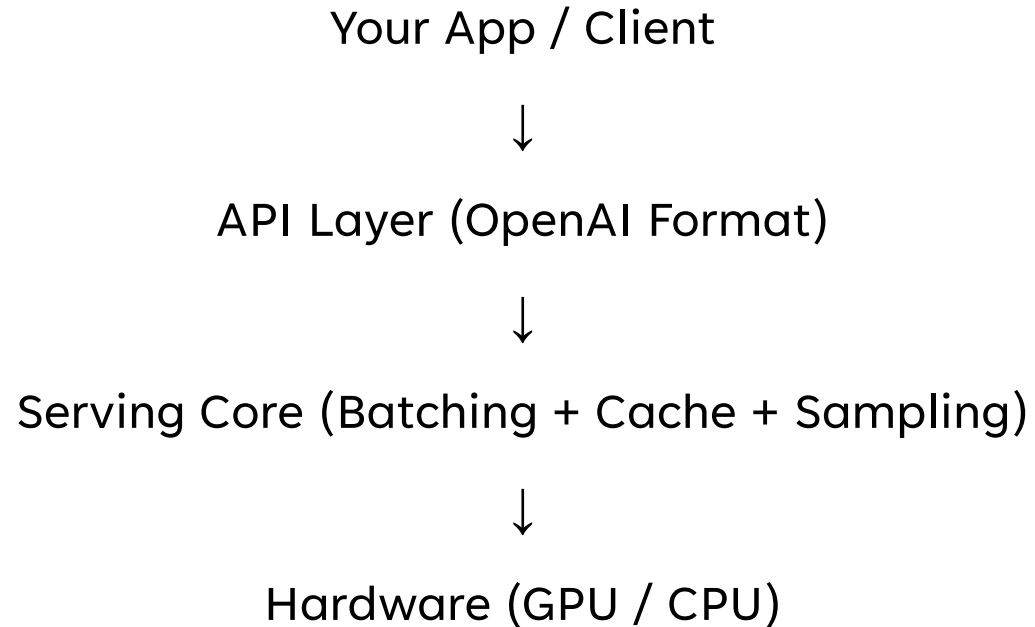 Your App / Client
↓
API Layer (OpenAI Format)
↓
Serving Core (Batching + Cache + Sampling)
↓
Hardware (GPU / CPU)